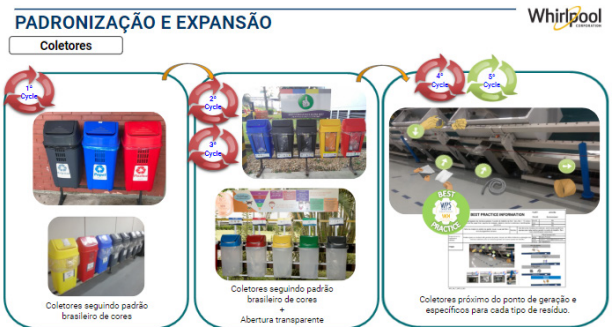 PADRONIZAÇÃO E EXPANSÃO
Whirlpool
CORPORATION
Coletores
1º
Cycle
2º
Cycle
3º
Cycle
4º
Cycle
5º
Cycle
BEST
WPS
PRACTICE
BEST PRACTICE INFORMATION
Coletores seguindo padrão
brasileiro de cores
Coletores seguindo padrão
brasileiro de cores
+
Abertura transparente
Coletores próximo do ponto de geração e
específicos para cada tipo de resíduo.